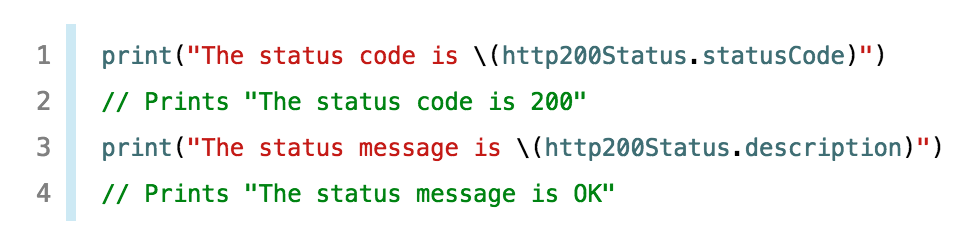 1 print("The status code is \(http200Status.statusCode)")
2 // Prints "The status code is 200"
3 print("The status message is \(http200Status.description)")
4 // Prints "The status message is OK"